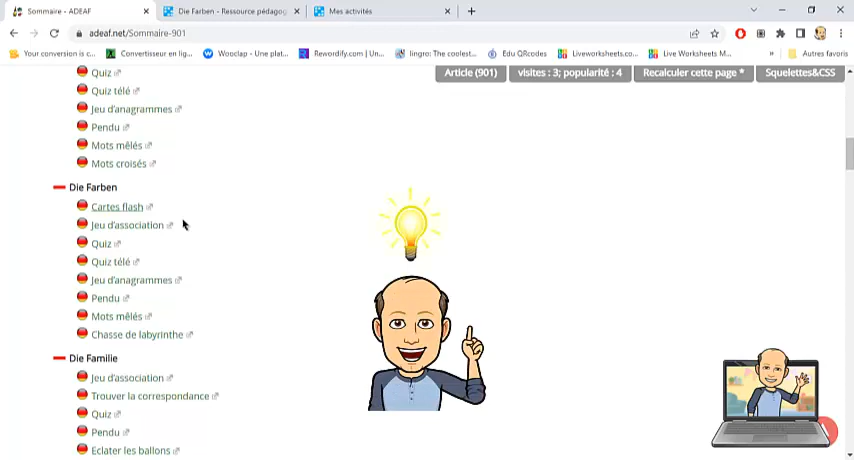 Sommaire - ADEAF
Die Farben - Ressource pédagog
Mes activités
adeaf.net/Sommaire-901
Your conversion is c...
Convertisseur en lig...
Wooclap - Une plat...
Rewordify.com | Un...
lingro: The coolest...
Edu QRcodes
Liveworksheets.co...
Live Worksheets M...
»
Autres favoris
Article (901)
visites : 3; popularité : 4
Recalculer cette page *
Squelettes&CSS
Quiz
Quiz télé
Jeu d'anagrammes
Pendu
Mots mêlés
Mots croisés
Die Farben
Cartes flash
Jeu d'association
Quiz
Quiz télé
Jeu d'anagrammes
Pendu
Mots mêlés
Chasse de labyrinthe
Die Familie
Jeu d'association
Trouver la correspondance
Quiz
Pendu
Eclater les ballons